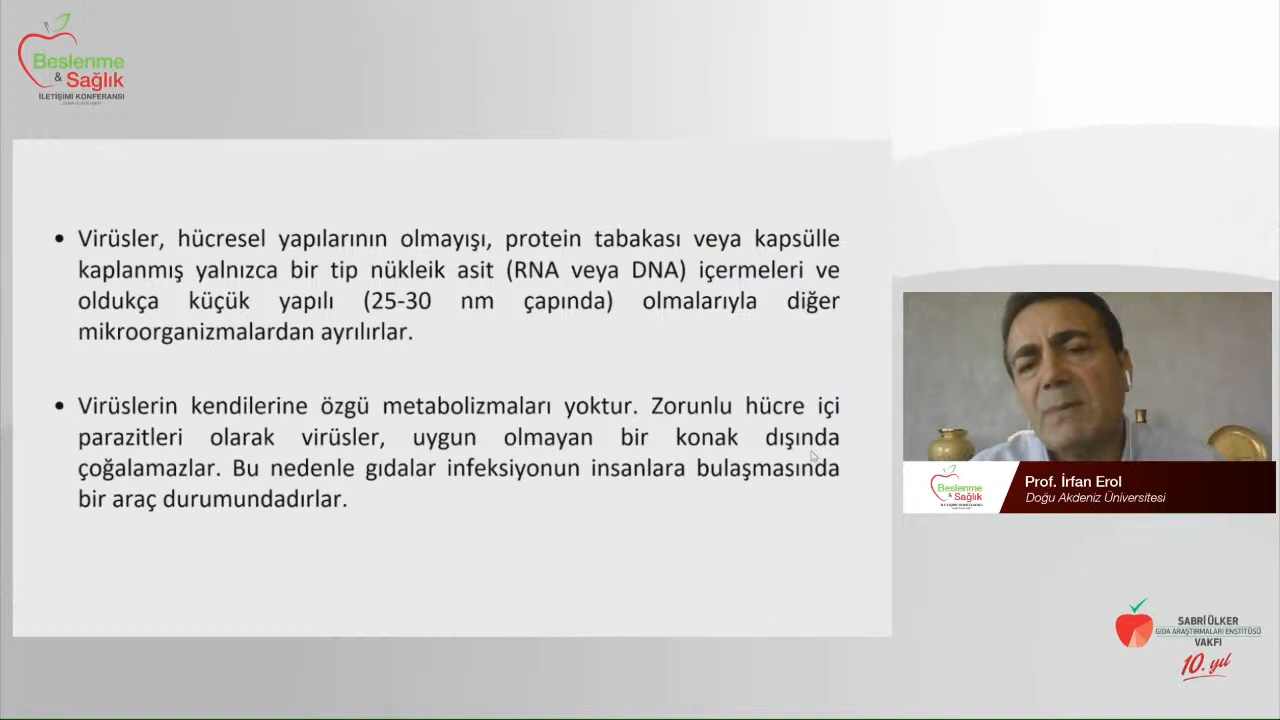 Beslenme
& Sağlık
İLETİŞİMİ KONFERANSI
• Virüsler, hücresel yapılarının olmayışı, protein tabakası veya kapsülle
kaplanmış yalnızca bir tip nükleik asit (RNA veya DNA) içermeleri ve
oldukça küçük yapılı (25-30 nm çapında) olmalarıyla diğer
mikroorganizmalardan ayrılırlar.
• Virüslerin kendilerine özgü metabolizmaları yoktur. Zorunlu hücre içi
parazitleri olarak virüsler, uygun olmayan bir konak dışında
çoğalamazlar. Bu nedenle gıdalar infeksiyonun insanlara bulaşmasında
bir araç durumundadırlar.
Beslenme
& Sağlık
Prof. İrfan Erol
Doğu Akdeniz Üniversitesi
SABRİ ÜLKER
GIDA ARAŞTIRMALARI ENSTİTÜSÜ
VAKFI
10. yıl